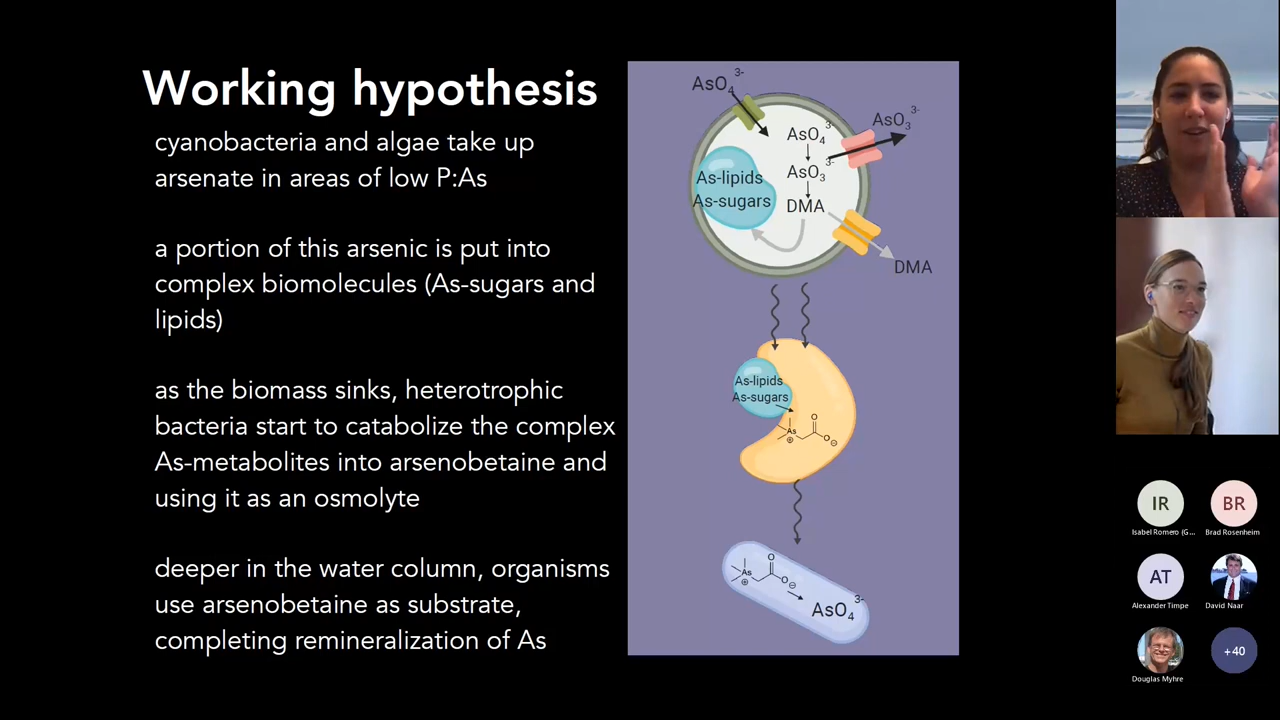 Working hypothesis
cyanobacteria and algae take up
arsenate in areas of low P:As
a portion of this arsenic is put into
complex biomolecules (As-sugars and
lipids)
as the biomass sinks, heterotrophic
bacteria start to catabolize the complex
As-metabolites into arsenobetaine and
using it as an osmolyte
deeper in the water column, organisms
use arsenobetaine as substrate,
completing remineralization of As
AsO4 3-
AsO4 3-
AsO3 3-
AsO3 3-
As-lipids
As-sugars
DMA
DMA
As-lipids
As-sugars
As
O
O
As
O
O
AsO4 3-
IR
Isabel Romero (G...
BR
Brad Rosenheim
AT
Alexander Timpe
David Naar
Douglas Myhre
+40